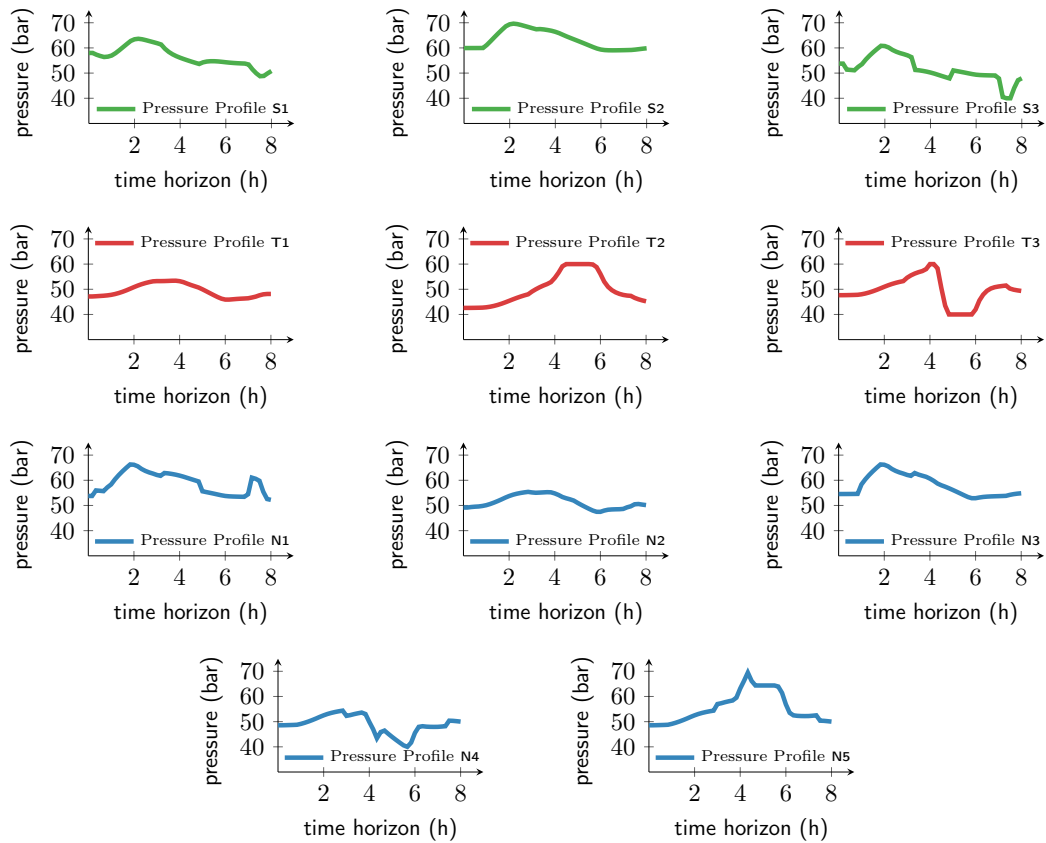 pressure (bar)
70
60
50
40
Pressure Profile S1
2 4 6 8
time horizon (h)
pressure (bar)
70
60
50
40
Pressure Profile S2
2 4 6 8
time horizon (h)
pressure (bar)
70
60
50
40
Pressure Profile S3
2 4 6 8
time horizon (h)
pressure (bar)
70
60
50
40
Pressure Profile T1
2 4 6 8
time horizon (h)
pressure (bar)
70
60
50
40
Pressure Profile T2
2 4 6 8
time horizon (h)
pressure (bar)
70
60
50
40
Pressure Profile T3
2 4 6 8
time horizon (h)
pressure (bar)
70
60
50
40
Pressure Profile N1
2 4 6 8
time horizon (h)
pressure (bar)
70
60
50
40
Pressure Profile N2
2 4 6 8
time horizon (h)
pressure (bar)
70
60
50
40
Pressure Profile N3
2 4 6 8
time horizon (h)
pressure (bar)
70
60
50
40
Pressure Profile N4
2 4 6 8
time horizon (h)
pressure (bar)
70
60
50
40
Pressure Profile N5
2 4 6 8
time horizon (h)